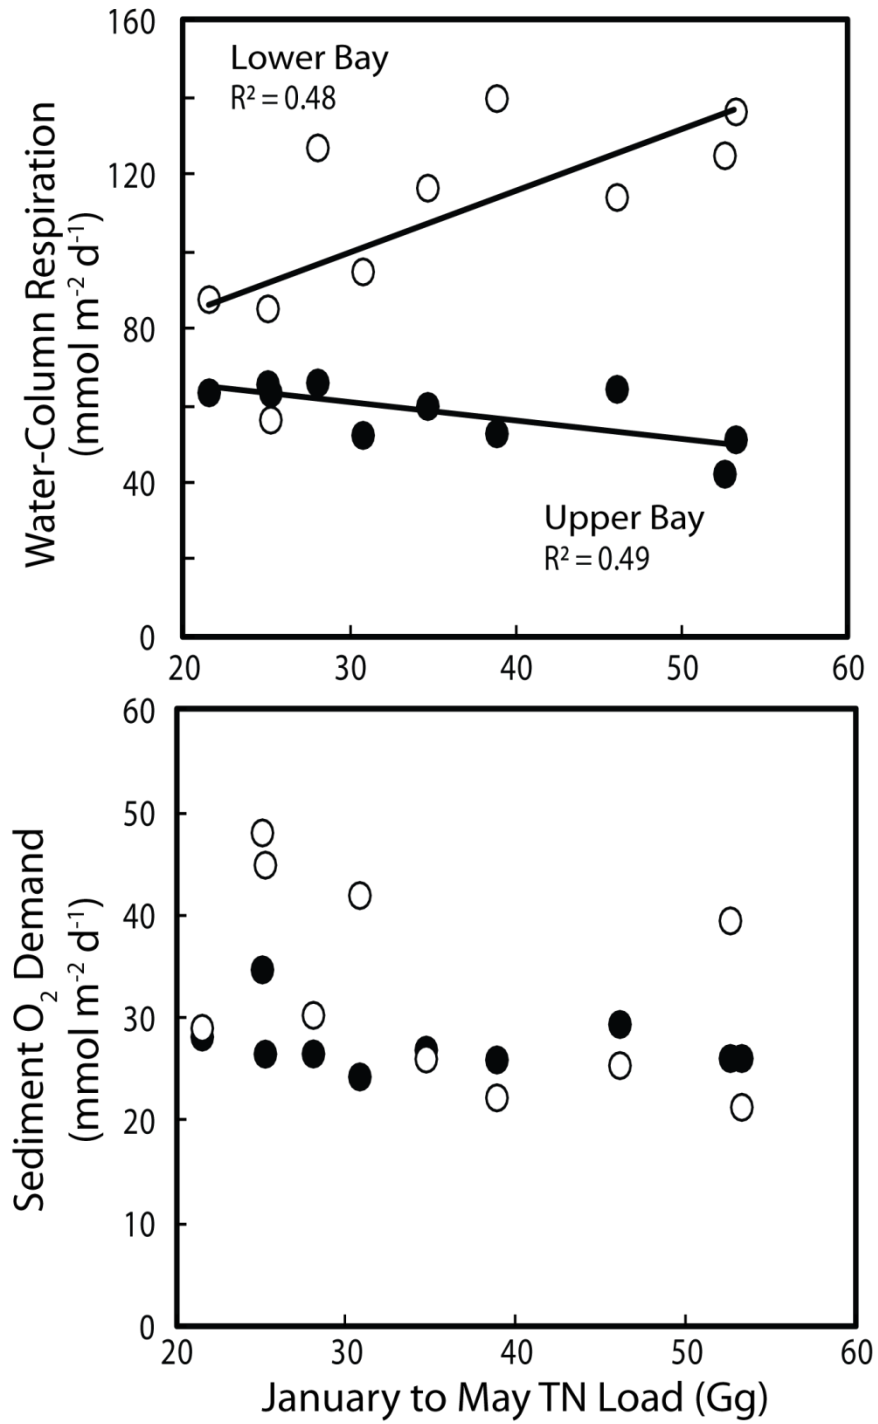 160
120
80
40
0
Water-Column Respiration
(mmol m⁻² d⁻¹)
Lower Bay
R² = 0.48
Upper Bay
R² = 0.49
20 30 40 50 60
60
50
40
30
20
10
0
Sediment O₂ Demand
(mmol m⁻² d⁻¹)
20 30 40 50 60
January to May TN Load (Gg)